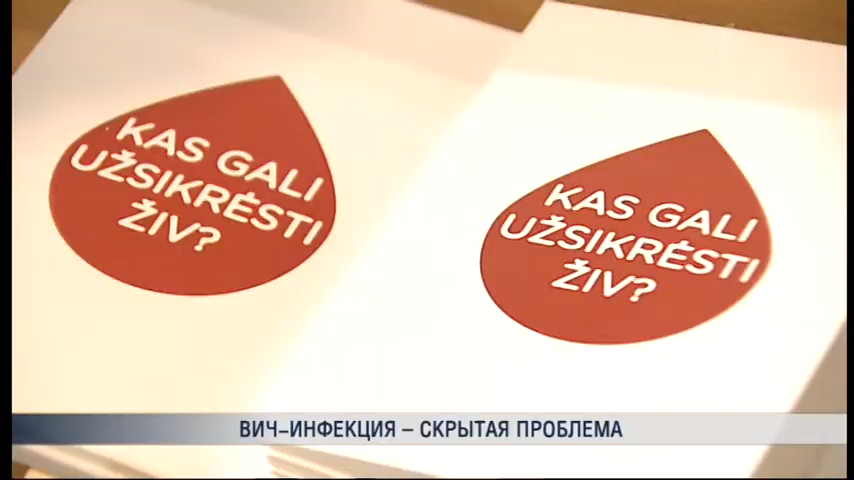 KAS GALI
UŽSIKRĖSTI
ŽIV?
KAS GALI
UŽSIKRĖSTI
ŽIV?
ВИЧ–ИНФЕКЦИЯ – СКРЫТАЯ ПРОБЛЕМА